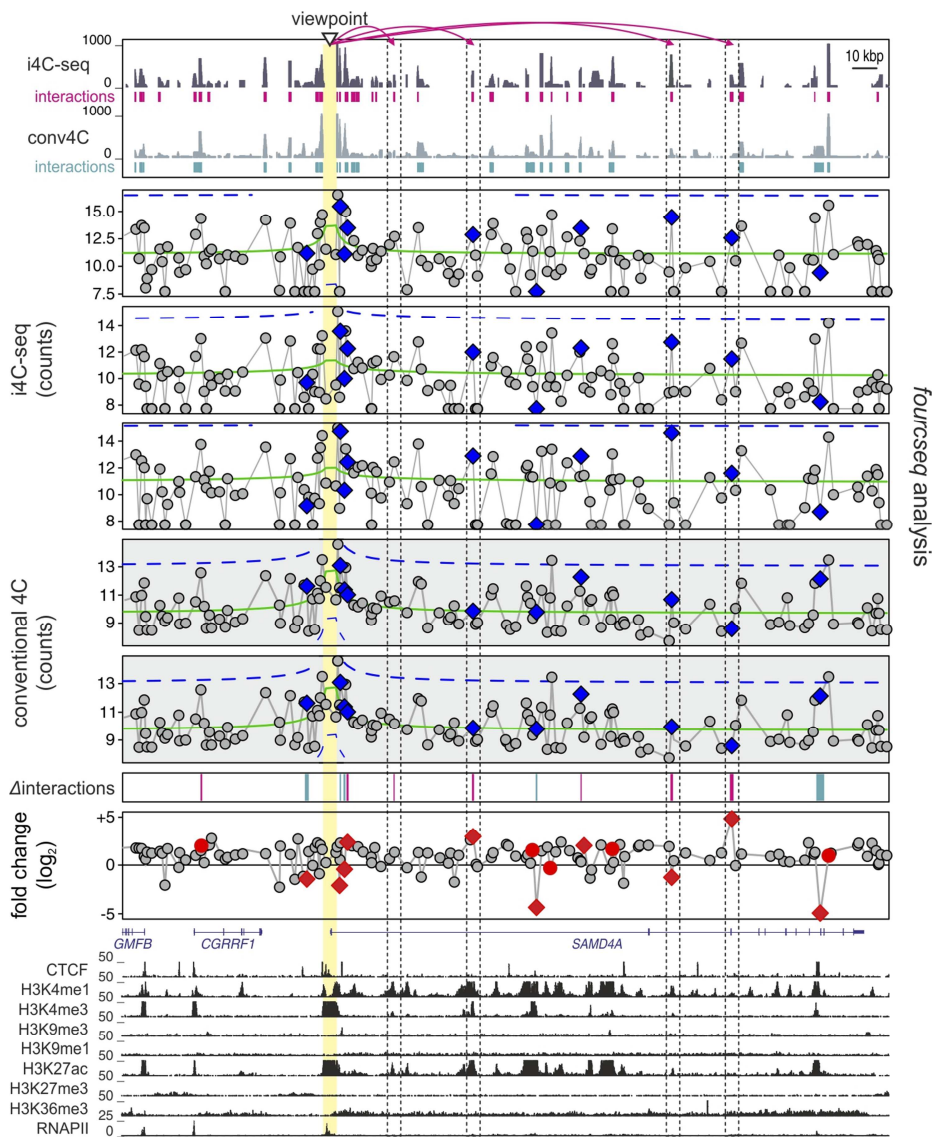 viewpoint
1000
i4C-seq
0
10 kbp
interactions
1000
conv4C
0
interactions
15.0
12.5
10.0
7.5
14
12
10
8
i4C-seq
(counts)
14
12
10
8
fourcseq analysis
13
11
9
conventional 4C
(counts)
13
11
9
Δinteractions
+5
0
-5
fold change
(log2)
GMFB
CGRRF1
SAMD4A
50
CTCF
50
H3K4me1
50
H3K4me3
50
H3K9me3
50
H3K9me1
50
H3K27ac
50
H3K27me3
50
H3K36me3
25
RNAPII
0